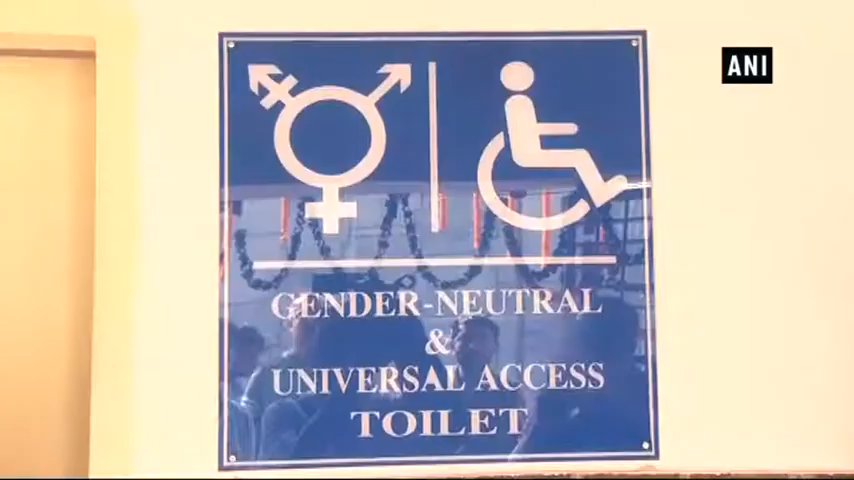 ANI
GENDER-NEUTRAL
&
UNIVERSAL ACCESS
TOILET